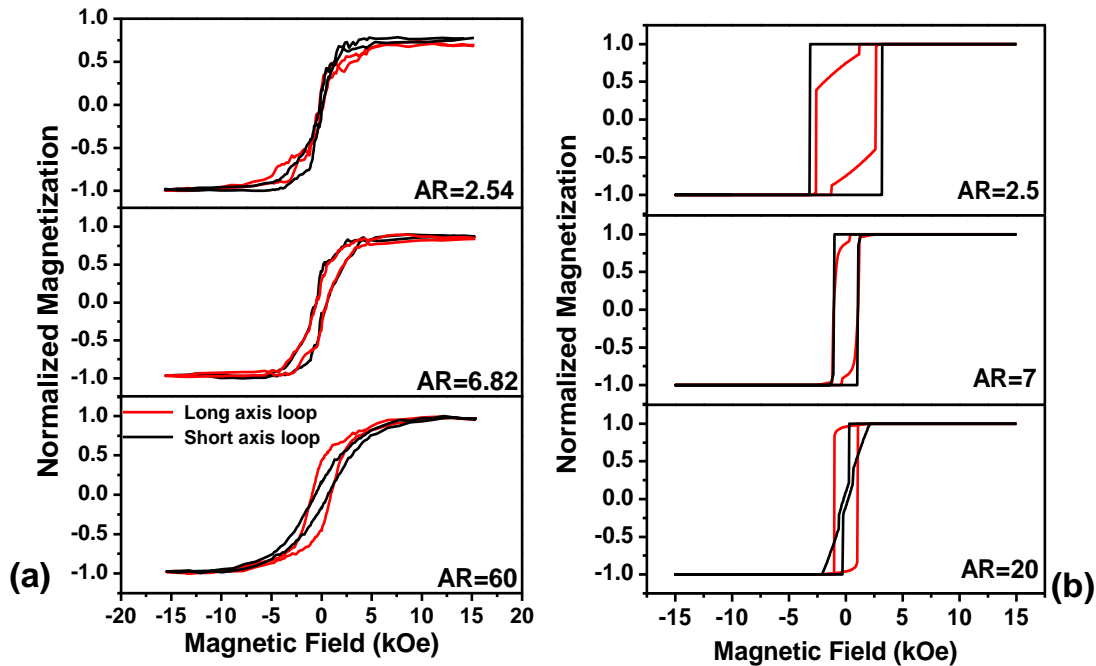 1.0
0.5
0.0
-0.5
-1.0
AR=2.54
1.0
0.5
0.0
-0.5
-1.0
AR=6.82
1.0
0.5
0.0
-0.5
-1.0
Long axis loop
Short axis loop
AR=60
-20 -15 -10 -5 0 5 10 15 20
Magnetic Field (kOe)
Normalized Magnetization
(a)
1.0
0.5
0.0
-0.5
-1.0
AR=2.5
1.0
0.5
0.0
-0.5
-1.0
AR=7
1.0
0.5
0.0
-0.5
-1.0
AR=20
-15 -10 -5 0 5 10 15
Magnetic Field (kOe)
Normalized Magnetization
(b)